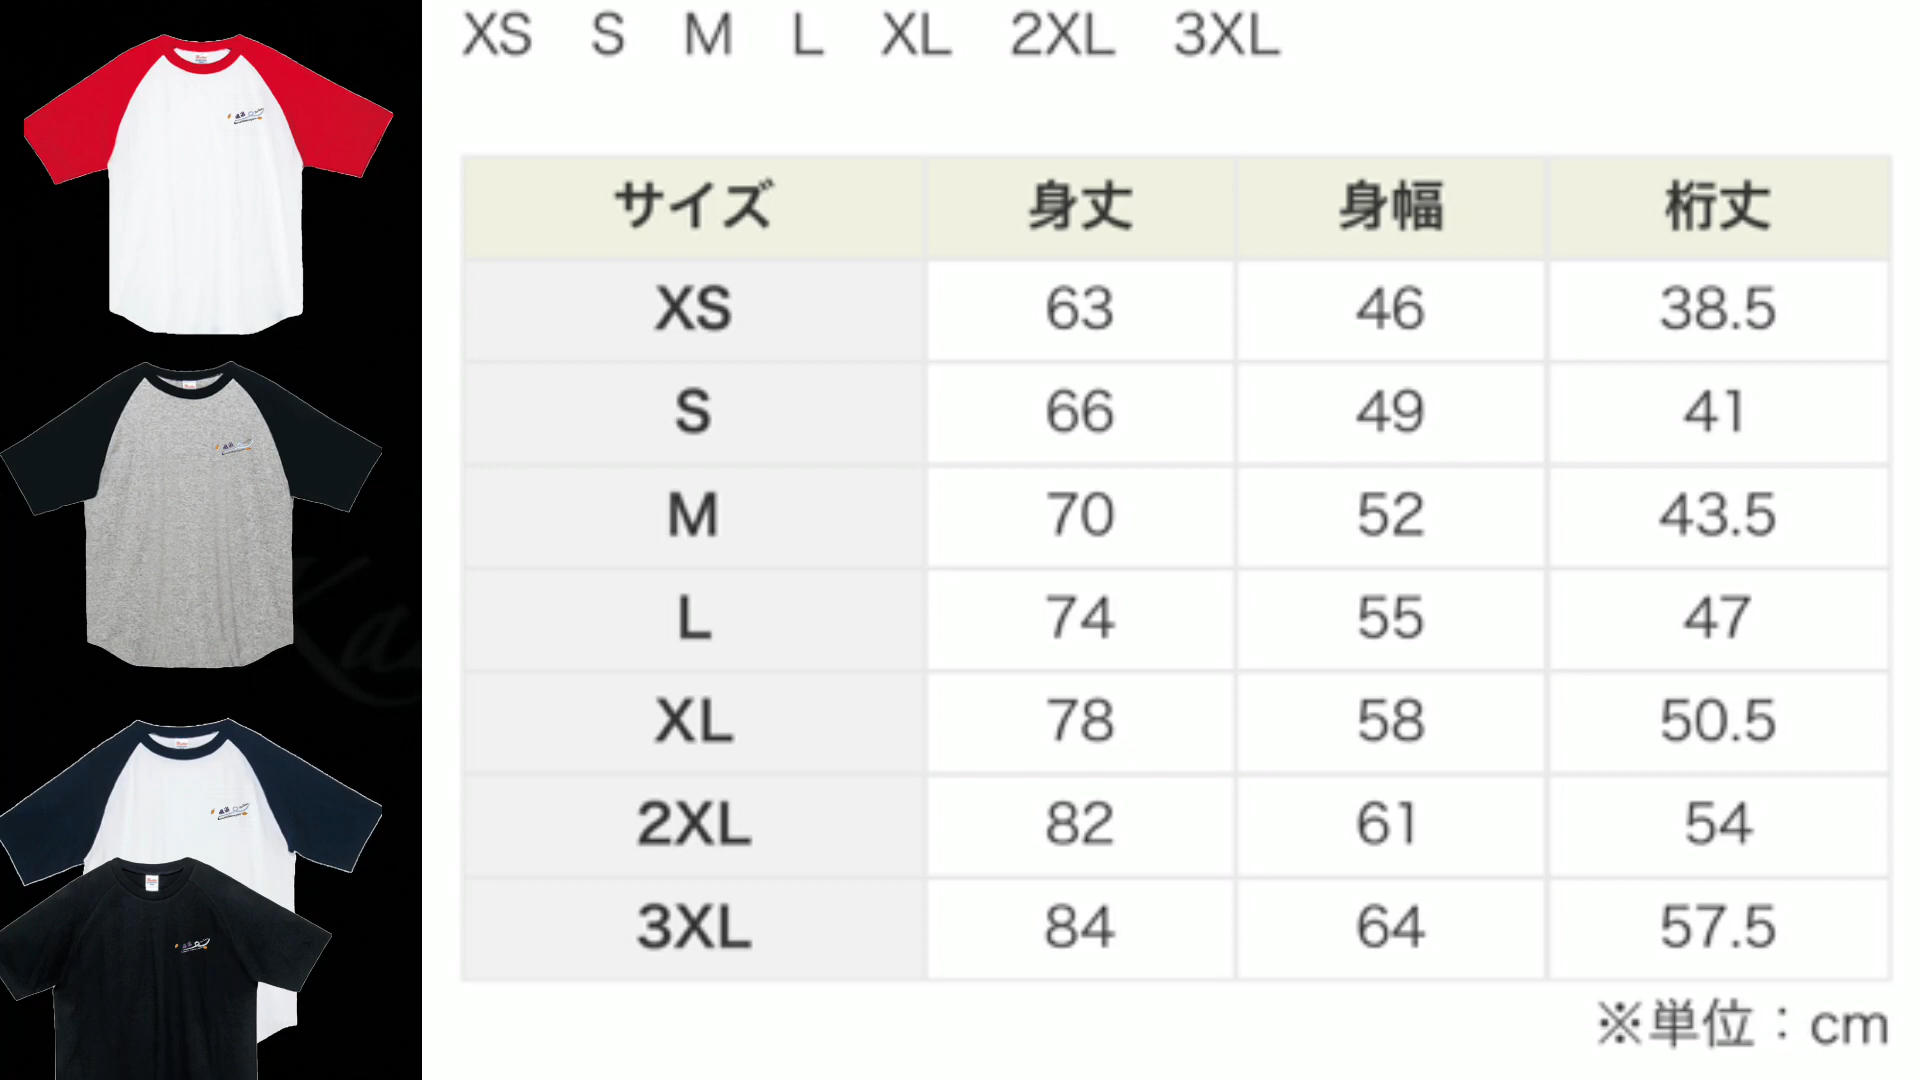 XS S M L XL 2XL 3XL
サイズ 身丈 身幅 桁丈
XS 63 46 38.5
S 66 49 41
M 70 52 43.5
L 74 55 47
XL 78 58 50.5
2XL 82 61 54
3XL 84 64 57.5
※単位：cm